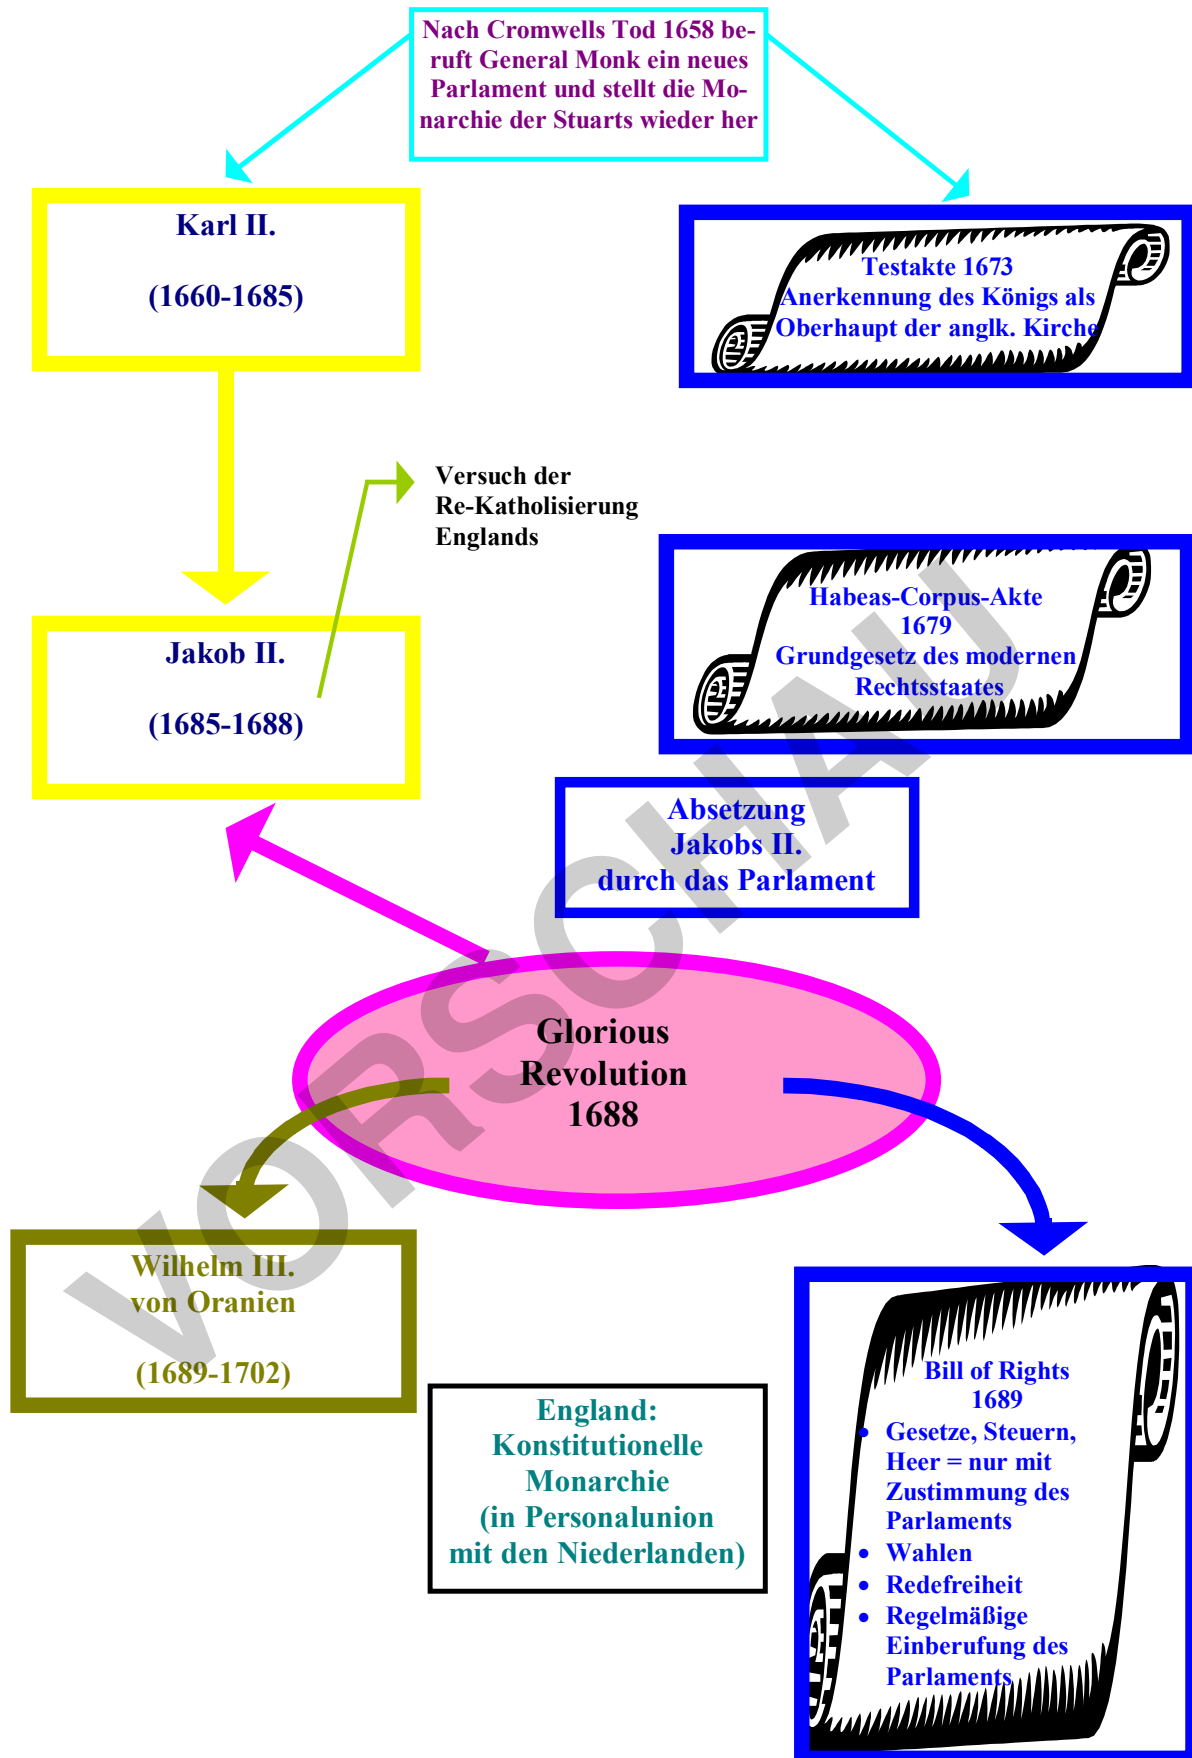 Nach Cromwells Tod 1658 be-
ruft General Monk ein neues
Parlament und stellt die Mo-
narchie der Stuarts wieder her
Karl II.
(1660-1685)
Testakte 1673
Anerkennung des Königs als
Oberhaupt der anglk. Kirche
Versuch der
Re-Katholisierung
Englands
Habeas-Corpus-Akte
1679
Grundgesetz des modernen
Rechtsstaates
Jakob II.
(1685-1688)
Absetzung
Jakobs II.
durch das Parlament
Glorious
Revolution
1688
Wilhelm III.
von Oranien
(1689-1702)
England:
Konstitutionelle
Monarchie
(in Personalunion
mit den Niederlanden)
Bill of Rights
1689
• Gesetze, Steuern,
Heer = nur mit
Zustimmung des
Parlaments
• Wahlen
• Redefreiheit
• Regelmäßige
Einberufung des
Parlaments
VORSCHAU